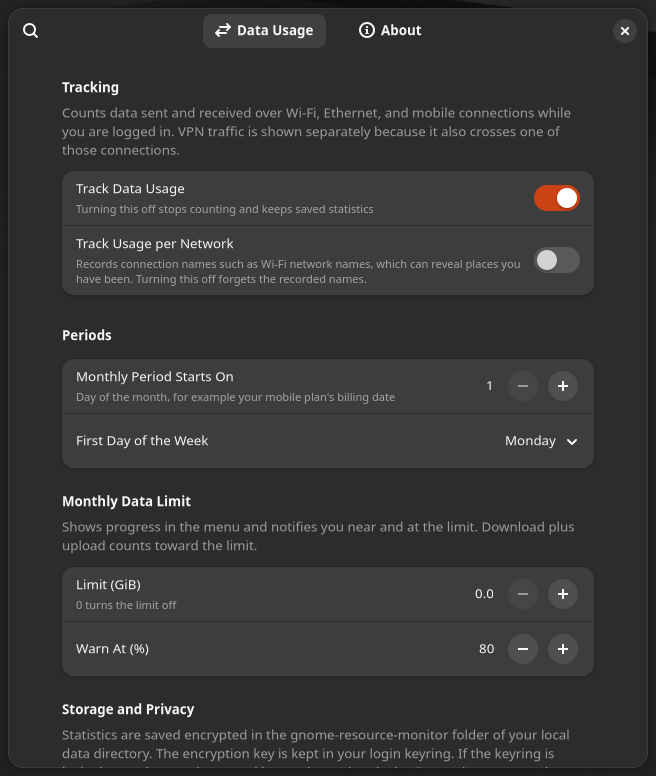 Data Usage
About
Tracking
Counts data sent and received over Wi-Fi, Ethernet, and mobile connections while
you are logged in. VPN traffic is shown separately because it also crosses one of
those connections.
Track Data Usage
Turning this off stops counting and keeps saved statistics
Track Usage per Network
Records connection names such as Wi-Fi network names, which can reveal places you
have been. Turning this off forgets the recorded names.
Periods
Monthly Period Starts On
Day of the month, for example your mobile plan's billing date
1
First Day of the Week
Monday
Monthly Data Limit
Shows progress in the menu and notifies you near and at the limit. Download plus
upload counts toward the limit.
Limit (GiB)
0 turns the limit off
0.0
Warn At (%)
80
Storage and Privacy
Statistics are saved encrypted in the gnome-resource-monitor folder of your local
data directory. The encryption key is kept in your login keyring. If the keyring is